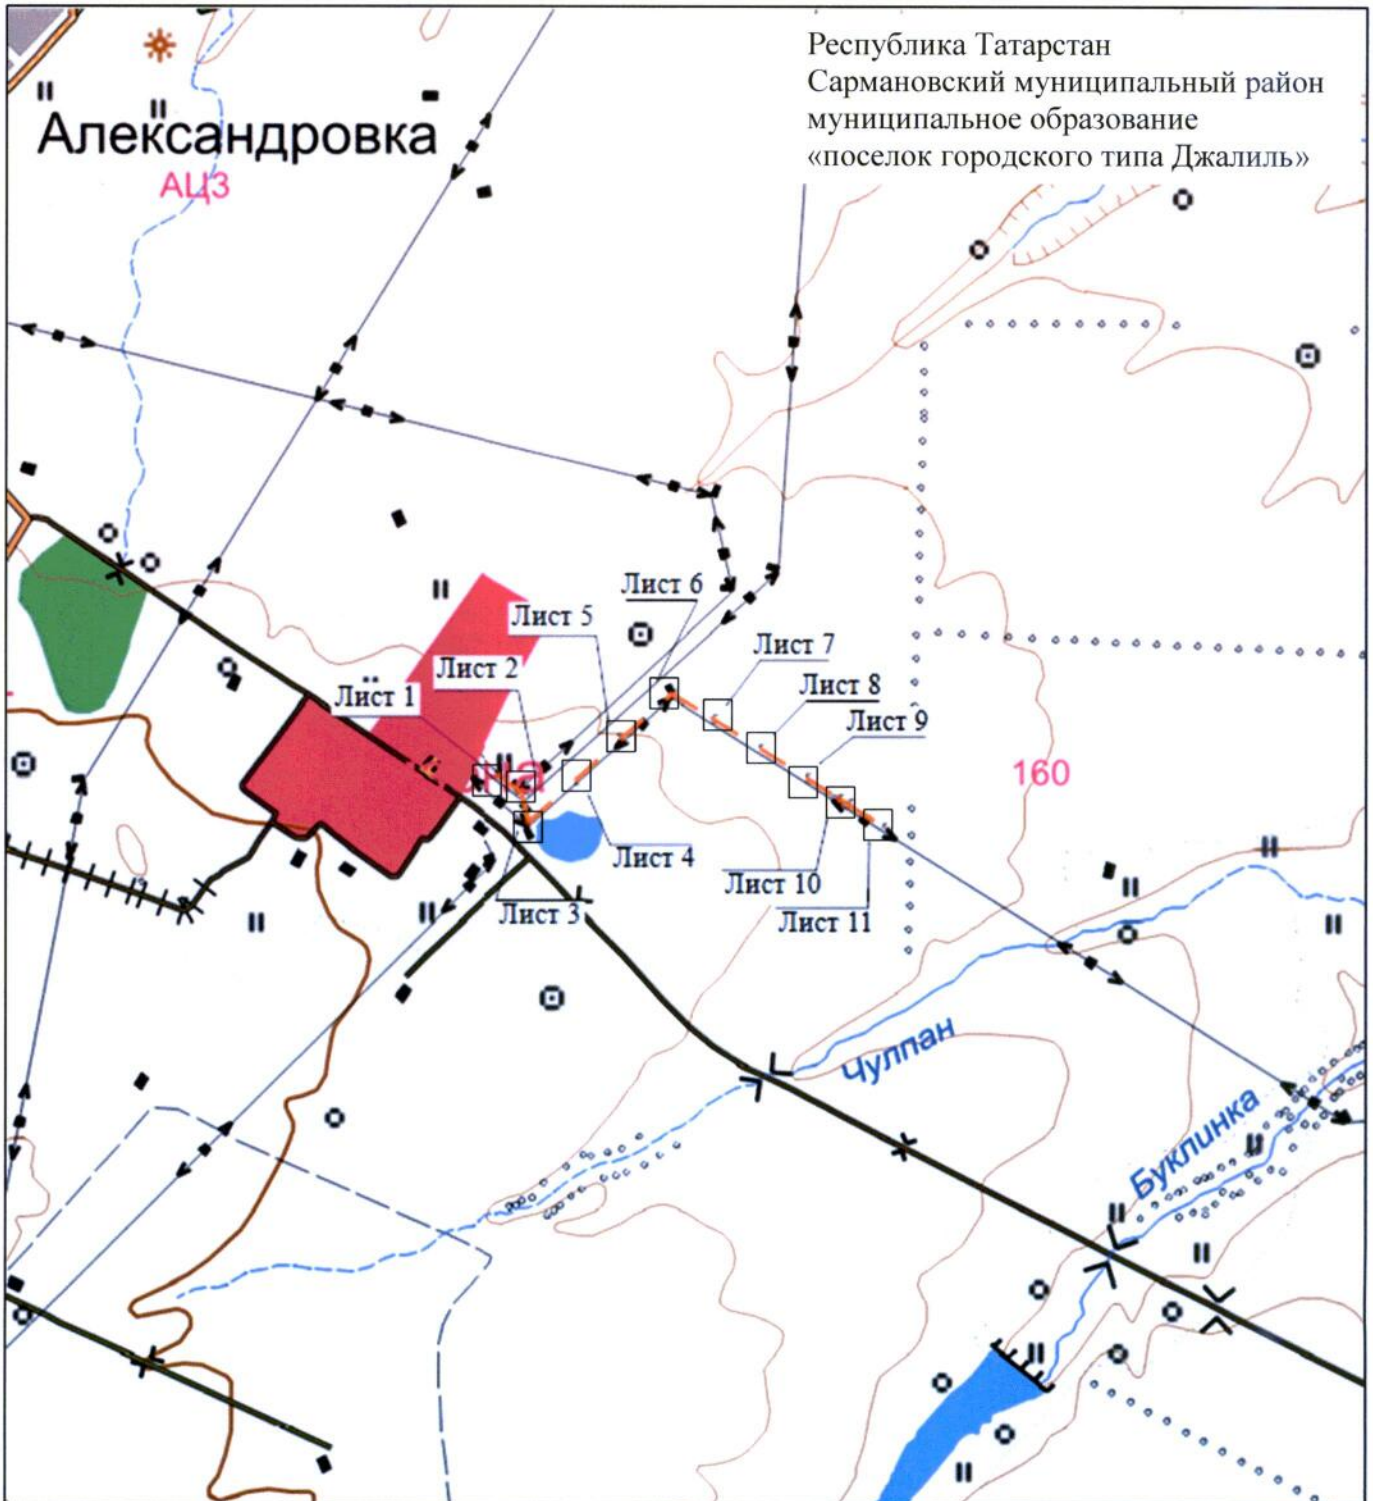 Республика Татарстан
Сармановский муниципальный район
муниципальное образование
«поселок городского типа Джалиль»
Александровка
АЦЗ
Лист 6
Лист 5
Лист 7
Лист 2
Лист 8
Лист 1
Лист 9
160
Лист 4
Лист 10
Лист 3
Лист 11
Чулпан
Буклинка